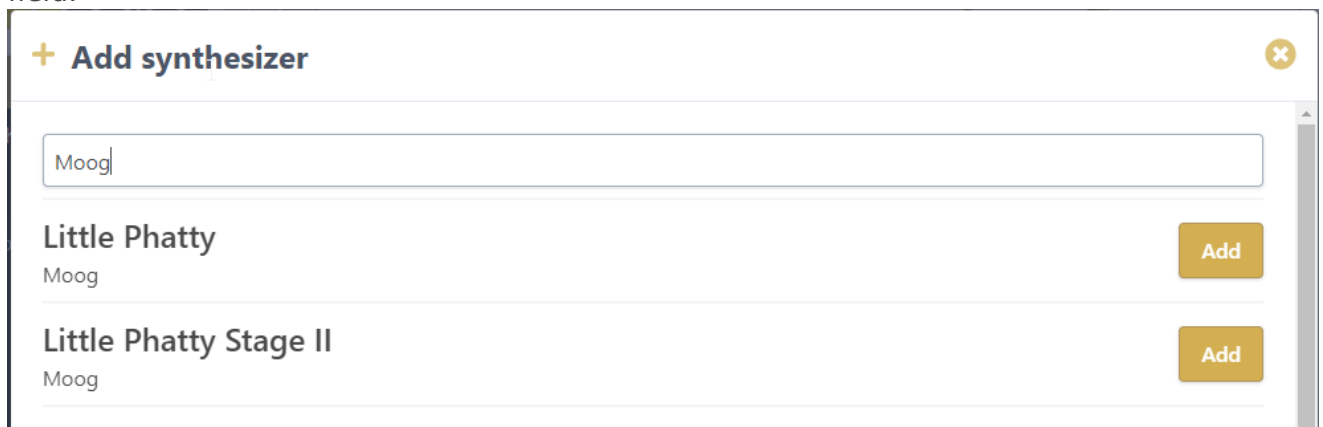 Add synthesizer
Moog
Little Phatty
Moog
Add
Little Phatty Stage II
Moog
Add